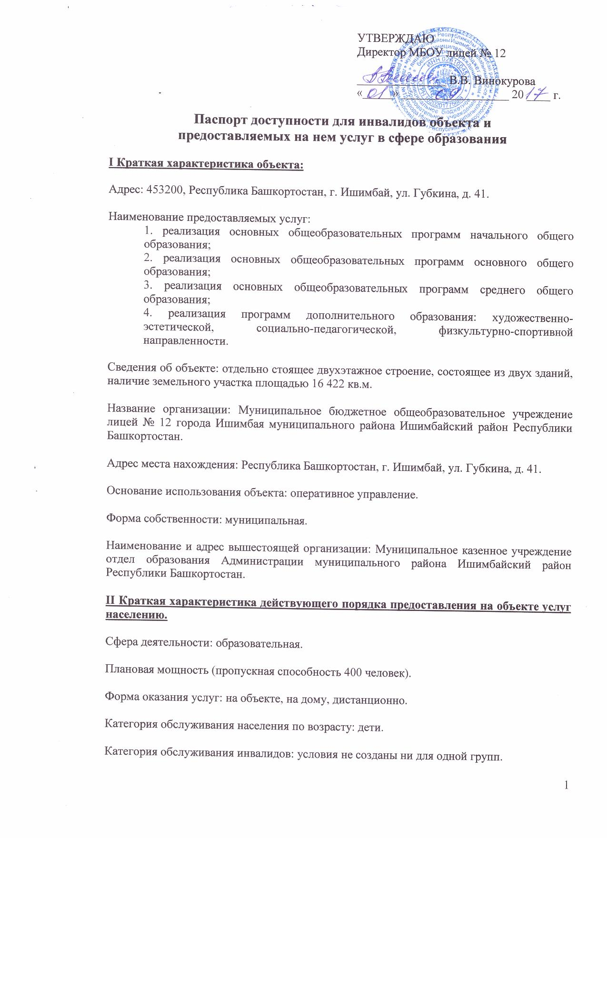 УТВЕРЖДАЮ
Директор МБОУ лицей № 12
В.В. Винокурова
«01» 09 2017 г.
Паспорт доступности для инвалидов объекта и
предоставляемых на нем услуг в сфере образования
I Краткая характеристика объекта:
Адрес: 453200, Республика Башкортостан, г. Ишимбай, ул. Губкина, д. 41.
Наименование предоставляемых услуг:
1. реализация основных общеобразовательных программ начального общего
образования;
2. реализация основных общеобразовательных программ основного общего
образования;
3. реализация основных общеобразовательных программ среднего общего
образования;
4. реализация программ дополнительного образования: художественно-
эстетической, социально-педагогической, физкультурно-спортивной
направленности.
Сведения об объекте: отдельно стоящее двухэтажное строение, состоящее из двух зданий,
наличие земельного участка площадью 16 422 кв.м.
Название организации: Муниципальное бюджетное общеобразовательное учреждение
лицей № 12 города Ишимбая муниципального района Ишимбайский район Республики
Башкортостан.
Адрес места нахождения: Республика Башкортостан, г. Ишимбай, ул. Губкина, д. 41.
Основание использования объекта: оперативное управление.
Форма собственности: муниципальная.
Наименование и адрес вышестоящей организации: Муниципальное казенное учреждение
отдел образования Администрации муниципального района Ишимбайский район
Республики Башкортостан.
II Краткая характеристика действующего порядка предоставления на объекте услуг
населению.
Сфера деятельности: образовательная.
Плановая мощность (пропускная способность 400 человек).
Форма оказания услуг: на объекте, на дому, дистанционно.
Категория обслуживания населения по возрасту: дети.
Категория обслуживания инвалидов: условия не созданы ни для одной групп.
1